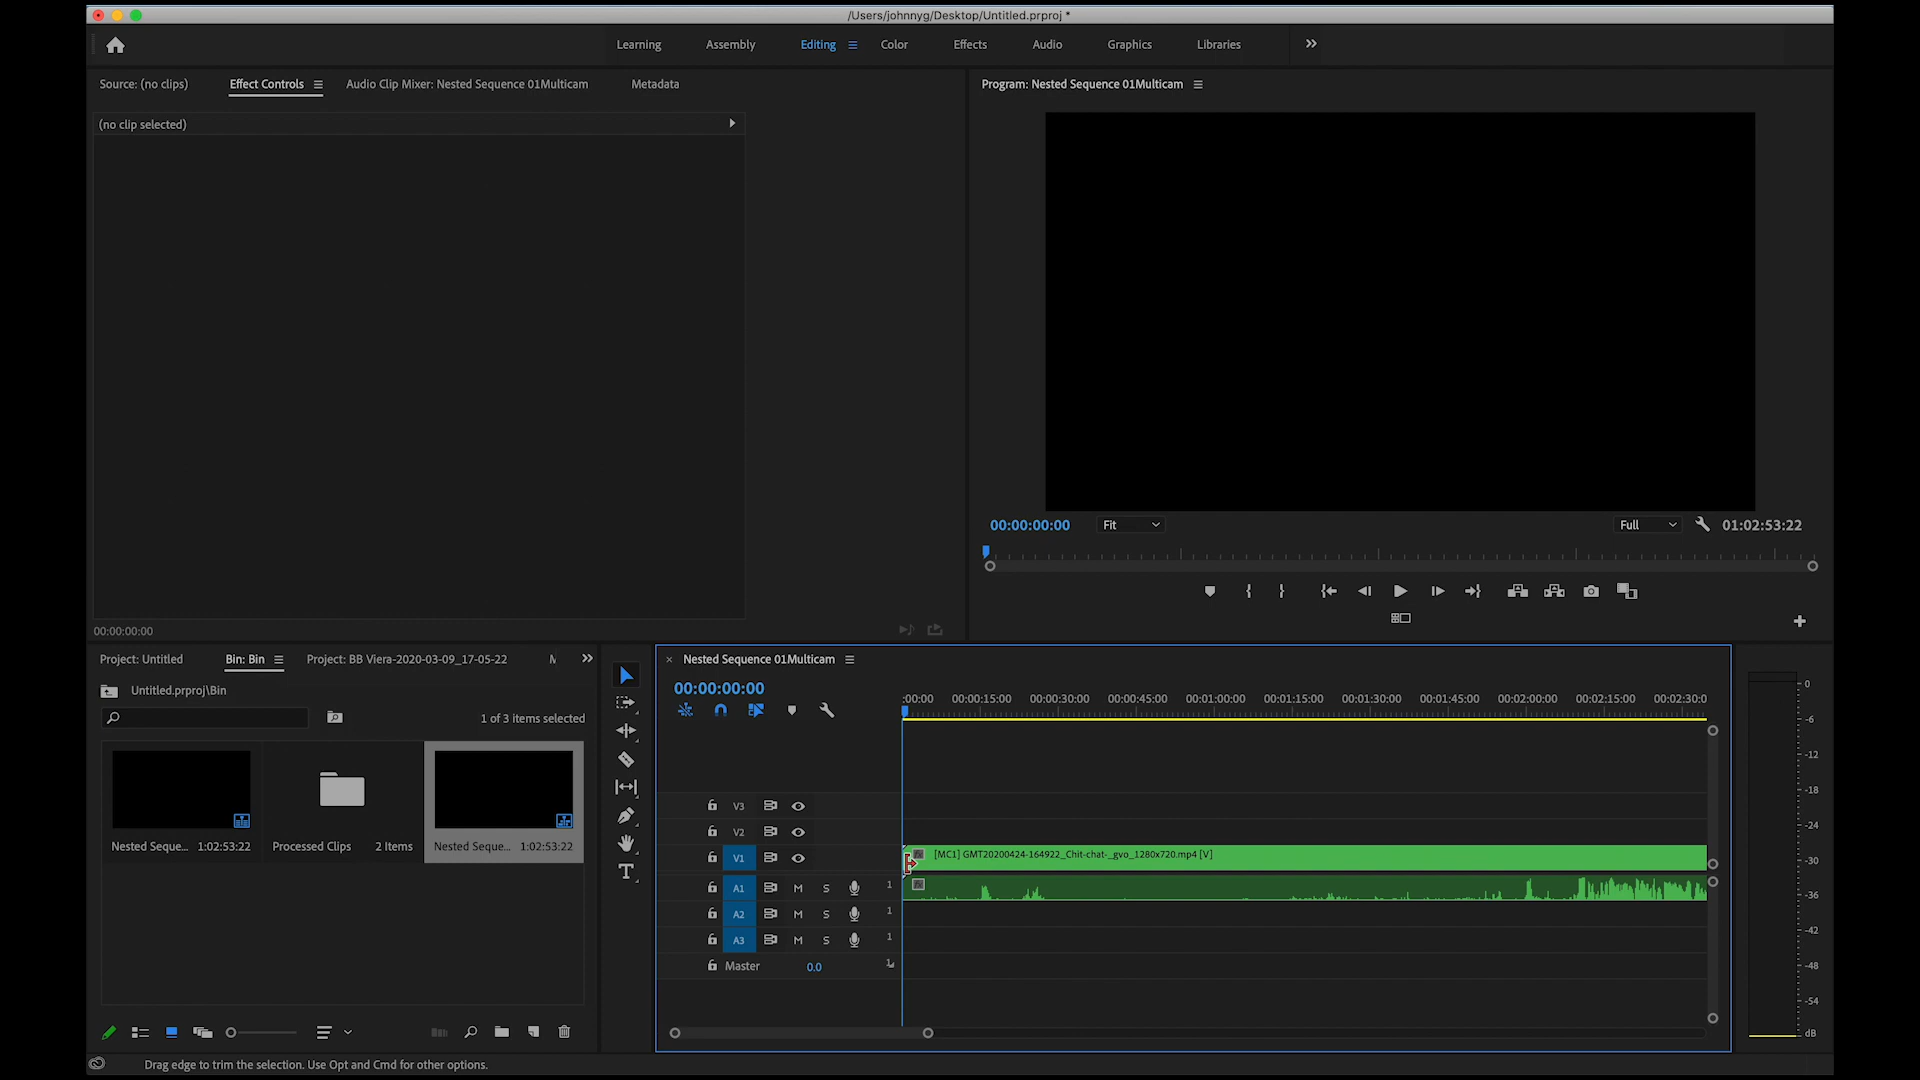 /Users/johnnyg/Desktop/Untitled.prproj *
Learning Assembly Editing Color Effects Audio Graphics Libraries
Source: (no clips) Effect Controls Audio Clip Mixer: Nested Sequence 01Multicam Metadata
(no clip selected)
00:00:00:00
Program: Nested Sequence 01Multicam
00:00:00:00 Fit Full 01:02:53:22
Project: Untitled Bin: Bin Project: BB Viera-2020-03-09_17-05-22
Untitled.prproj\Bin
1 of 3 items selected
Nested Seque... 1:02:53:22 Processed Clips 2 Items Nested Seque... 1:02:53:22
Nested Sequence 01Multicam
00:00:00:00
:00:00 00:00:15:00 00:00:30:00 00:00:45:00 00:01:00:00 00:01:15:00 00:01:30:00 00:01:45:00 00:02:00:00 00:02:15:00 00:02:30:0
V3
V2
V1 [MC1] GMT20200424-164922_Chit-chat-_gvo_1280x720.mp4 [V]
A1 M S 1
A2 M S 1
A3 M S 1
Master 0.0
0
-6
-12
-18
-24
-30
-36
-42
-48
-54
dB
Drag edge to trim the selection. Use Opt and Cmd for other options.